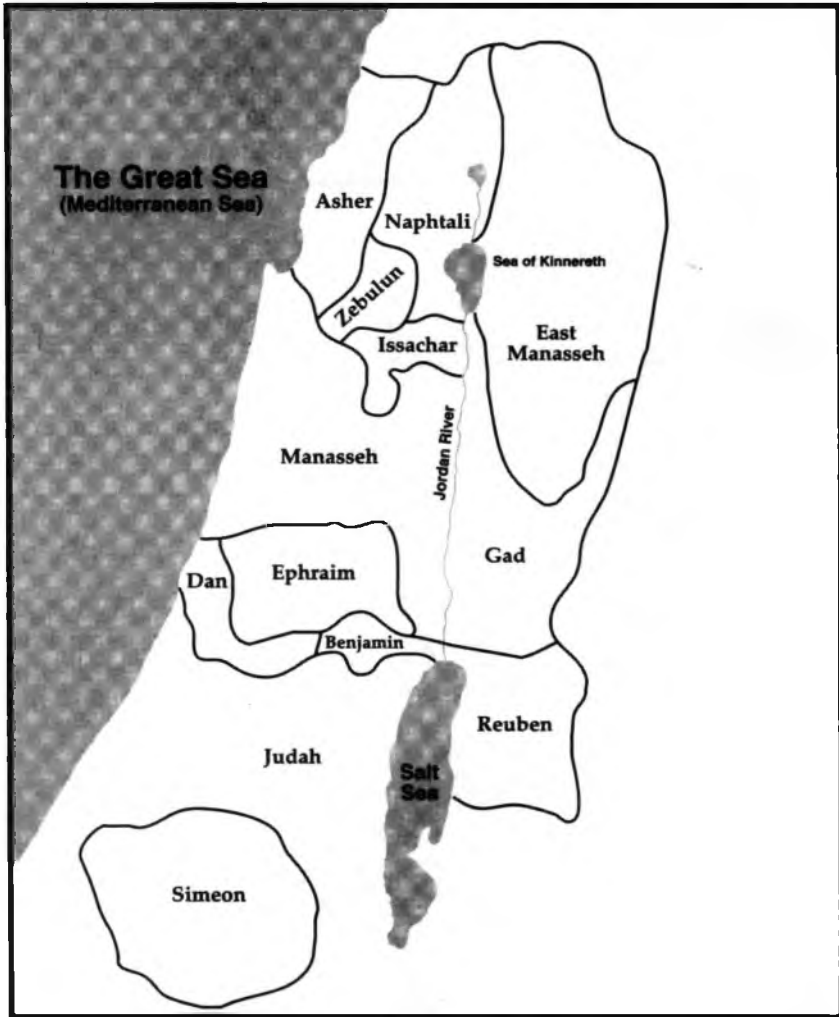 The Great Sea
(Mediterranean Sea)
Asher
Naphtali
Sea of Kinnereth
Zebulun
Issachar
East
Manasseh
Manasseh
Jordan River
Gad
Dan
Ephraim
Benjamin
Reuben
Judah
Salt
Sea
Simeon